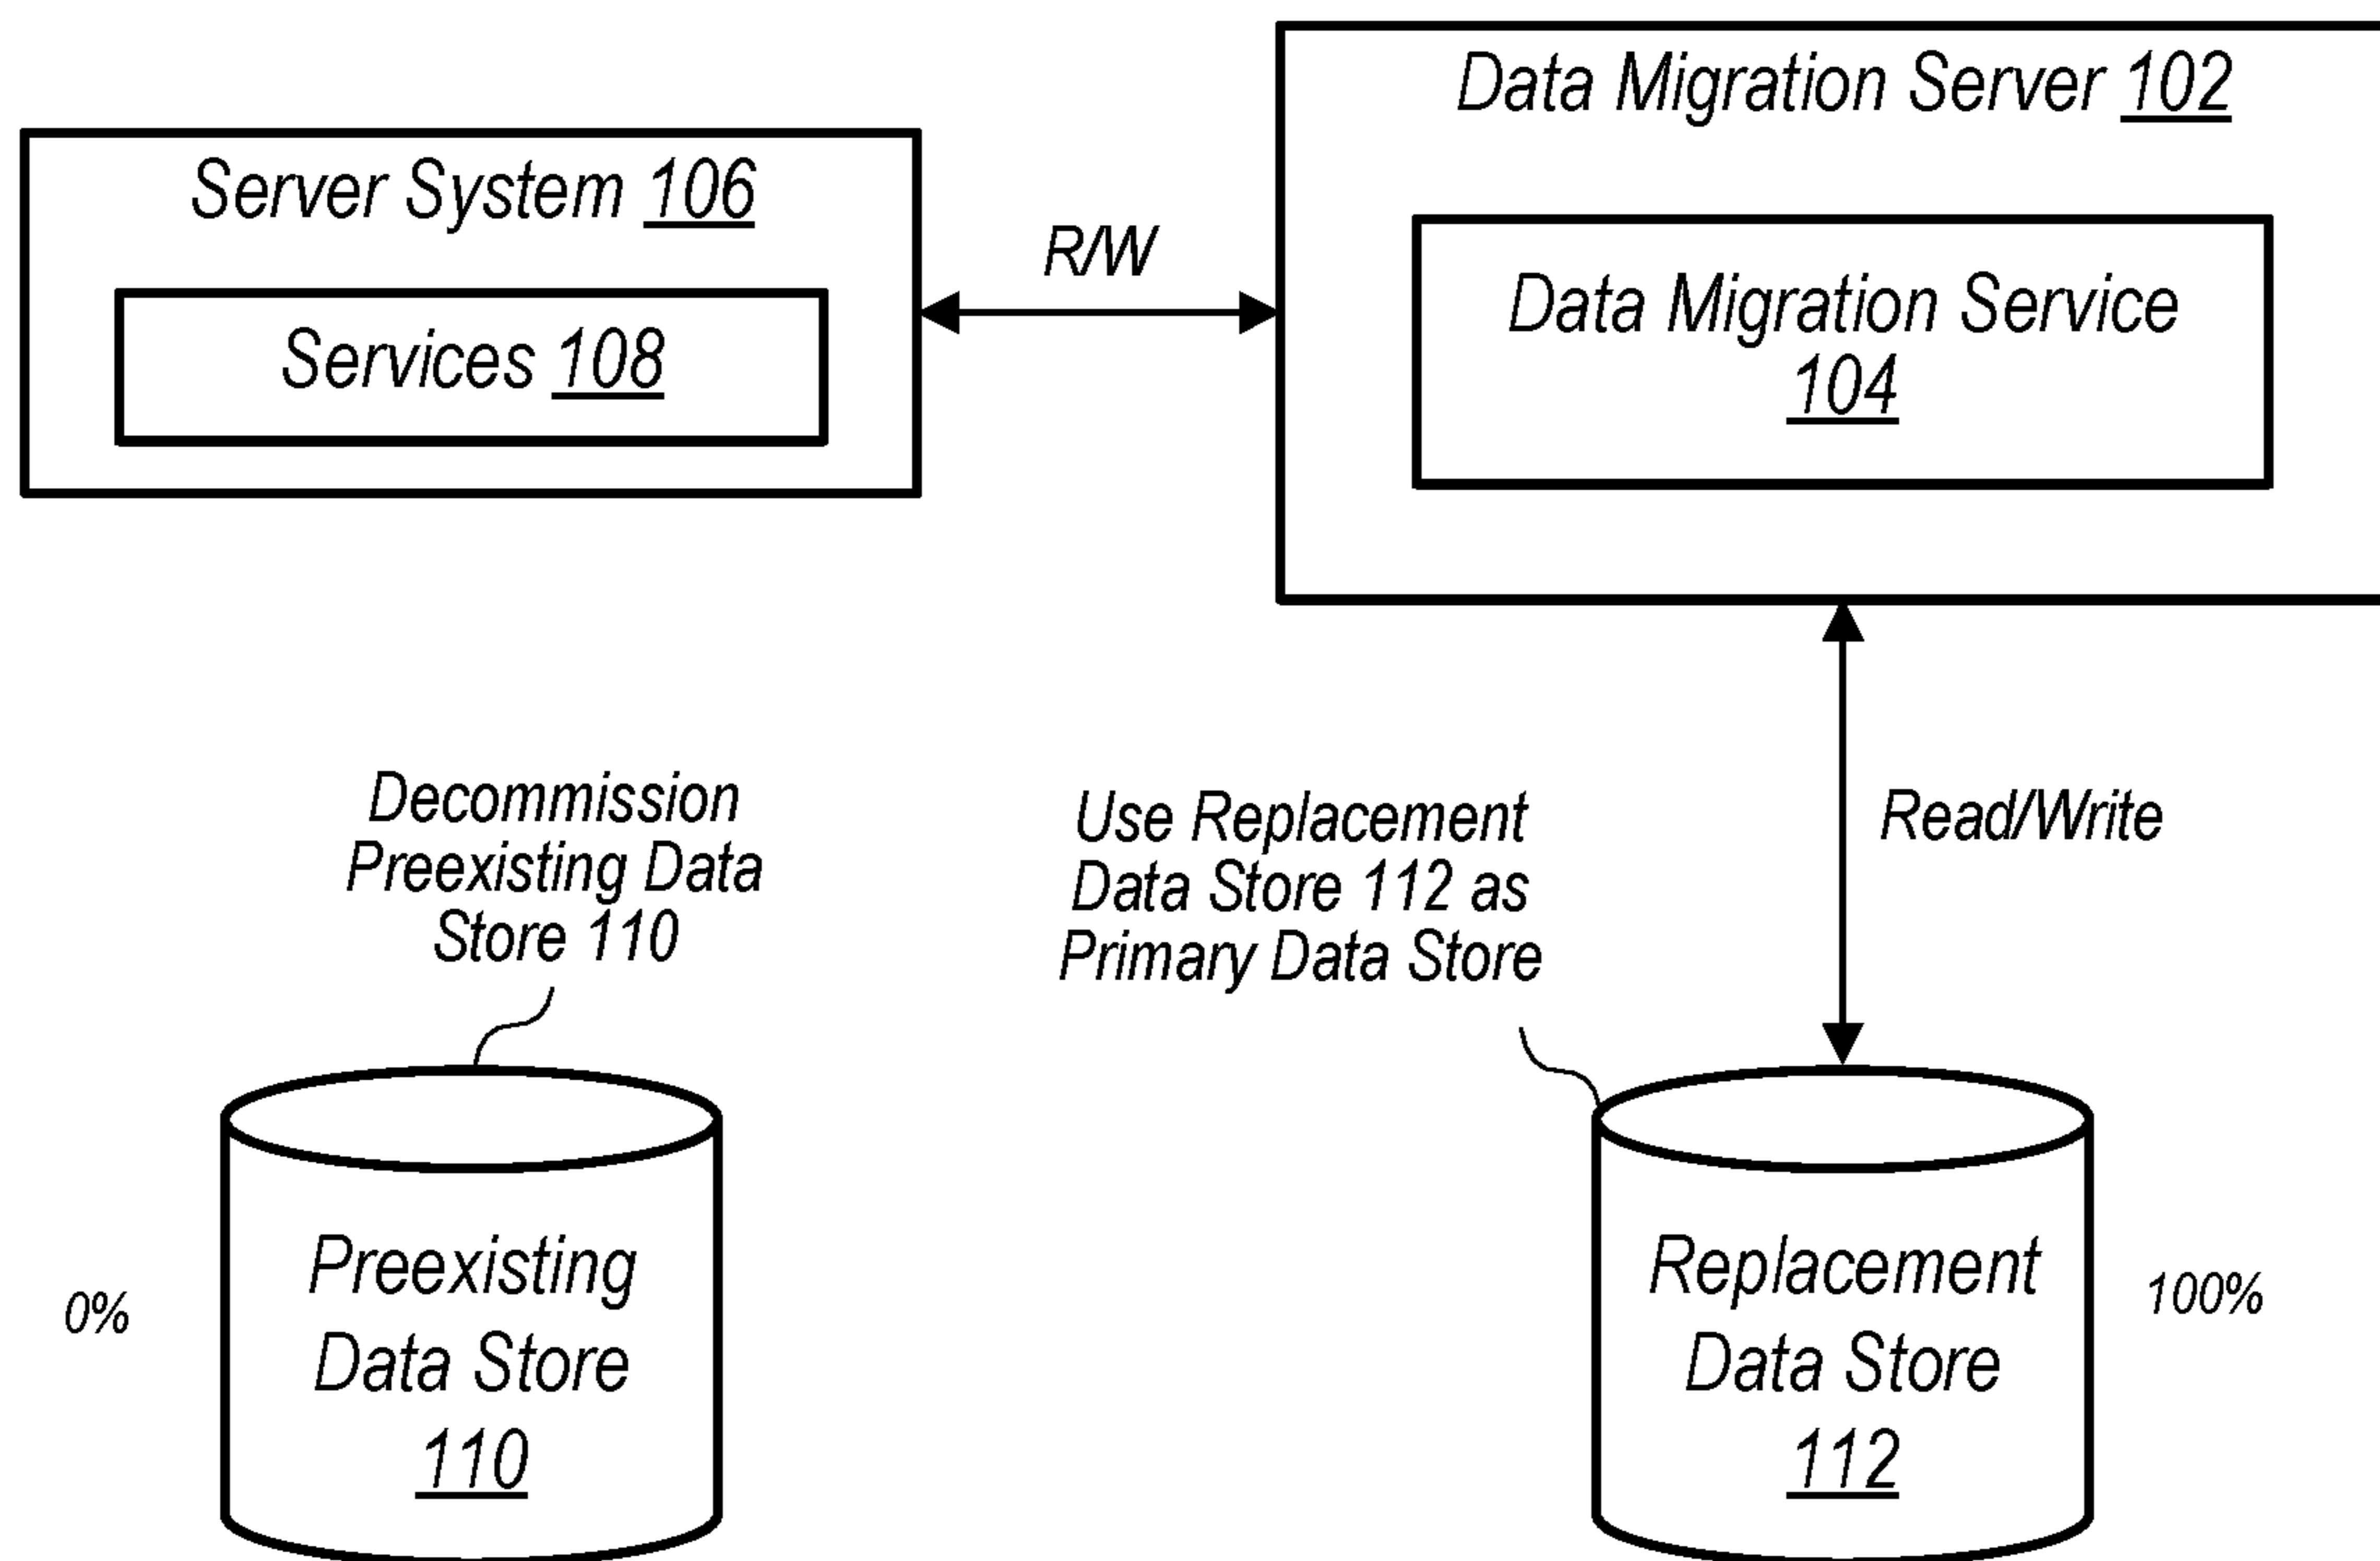 Data Migration Server 102
Server System 106
R/W
Data Migration Service
104
Services 108
Decommission
Preexisting Data
Store 110
Use Replacement
Data Store 112 as
Primary Data Store
Read/Write
Preexisting
Data Store
110
0%
Replacement
Data Store
112
100%